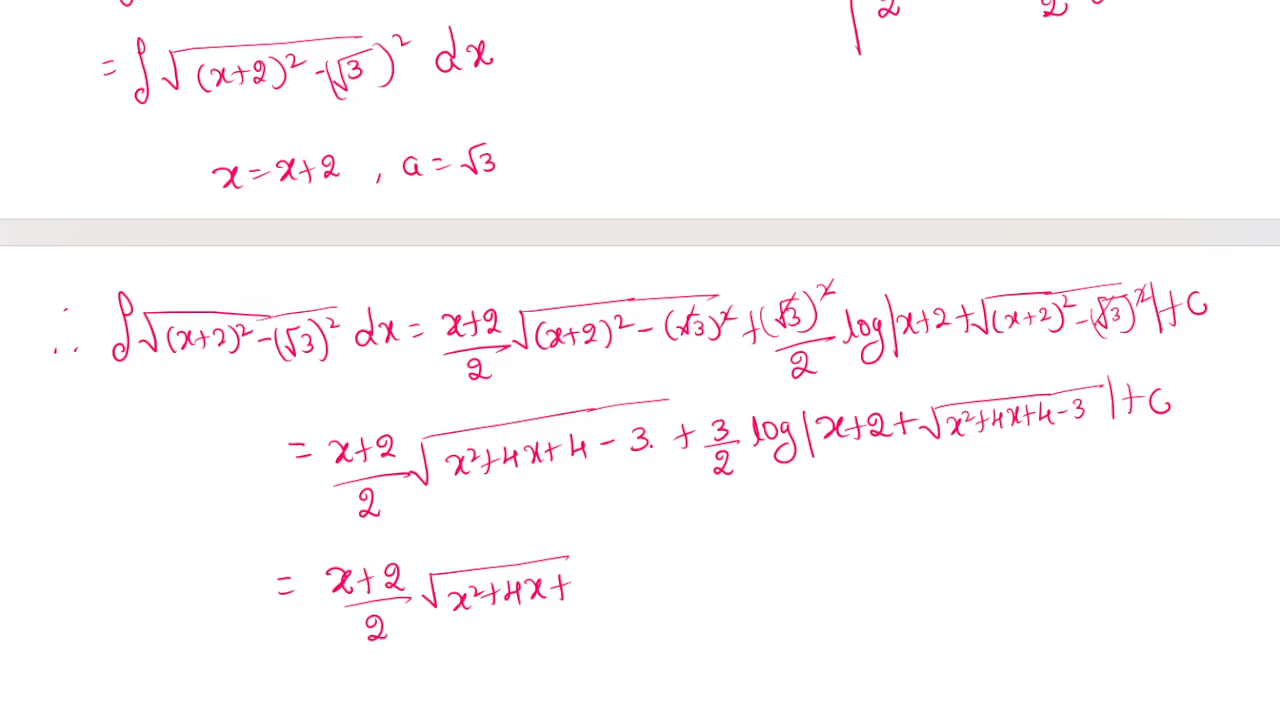 2 2
= ∫√(x+2)² - (√3)² dx
x = x+2 , a = √3
∴ ∫√(x+2)² - (√3)² dx = x+2/2 √(x+2)² - (√3)² + (√3)²/2 log|x+2+√(x+2)² - (√3)²| + c
= x+2/2 √x²+4x+4-3. + 3/2 log|x+2+√x²+4x+4-3| + c
= x+2/2 √x²+4x+